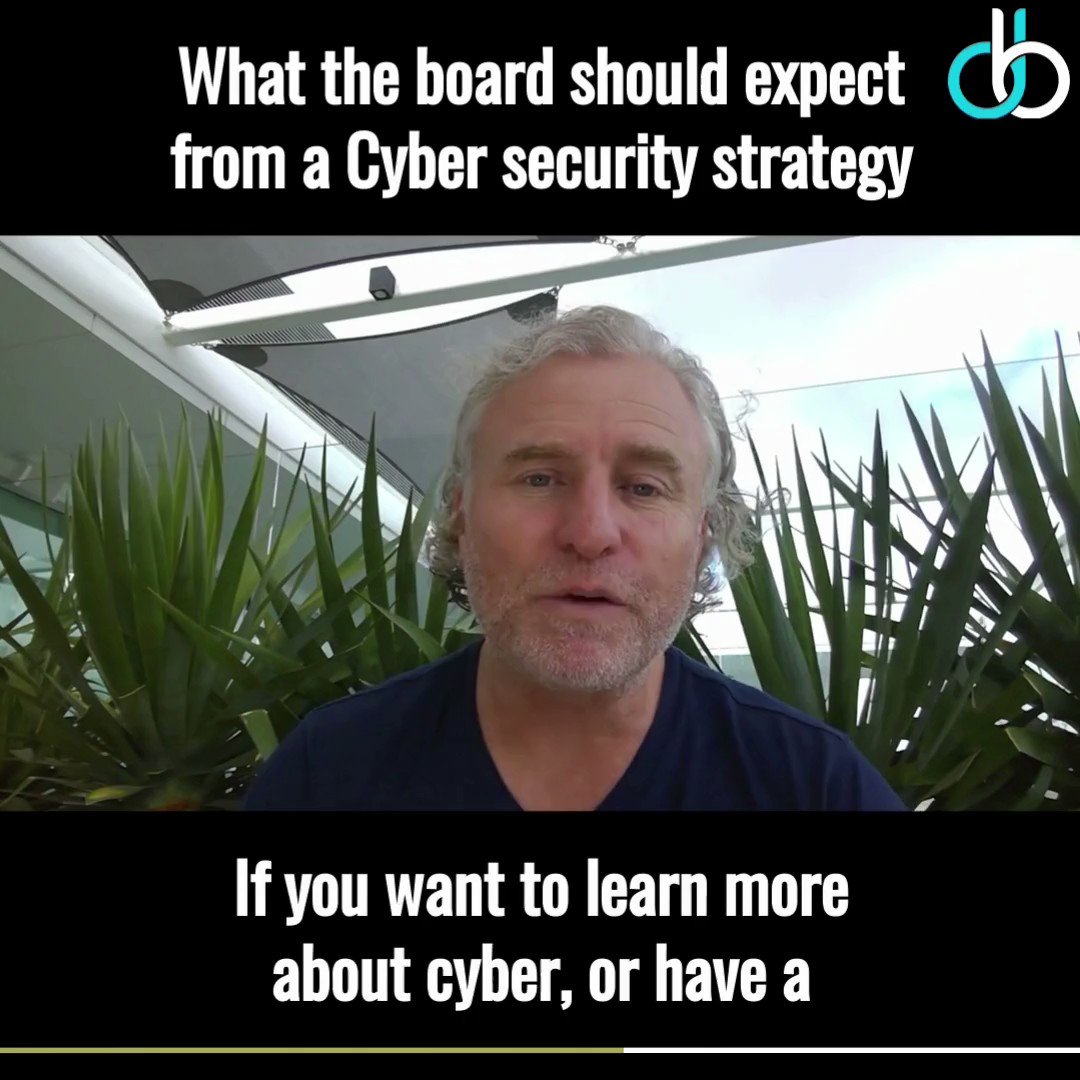 What the board should expect
from a Cyber security strategy
If you want to learn more
about cyber, or have a